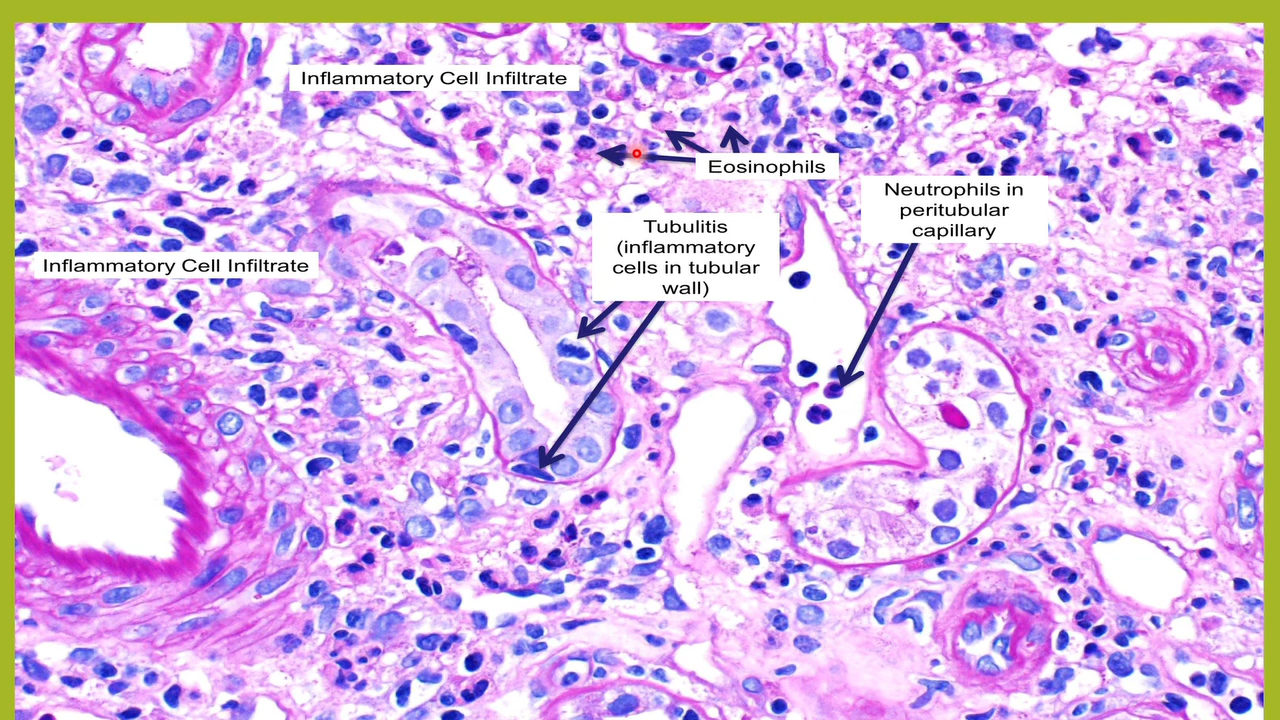 Inflammatory Cell Infiltrate
Eosinophils
Neutrophils in
peritubular
capillary
Tubulitis
(inflammatory
cells in tubular
wall)
Inflammatory Cell Infiltrate